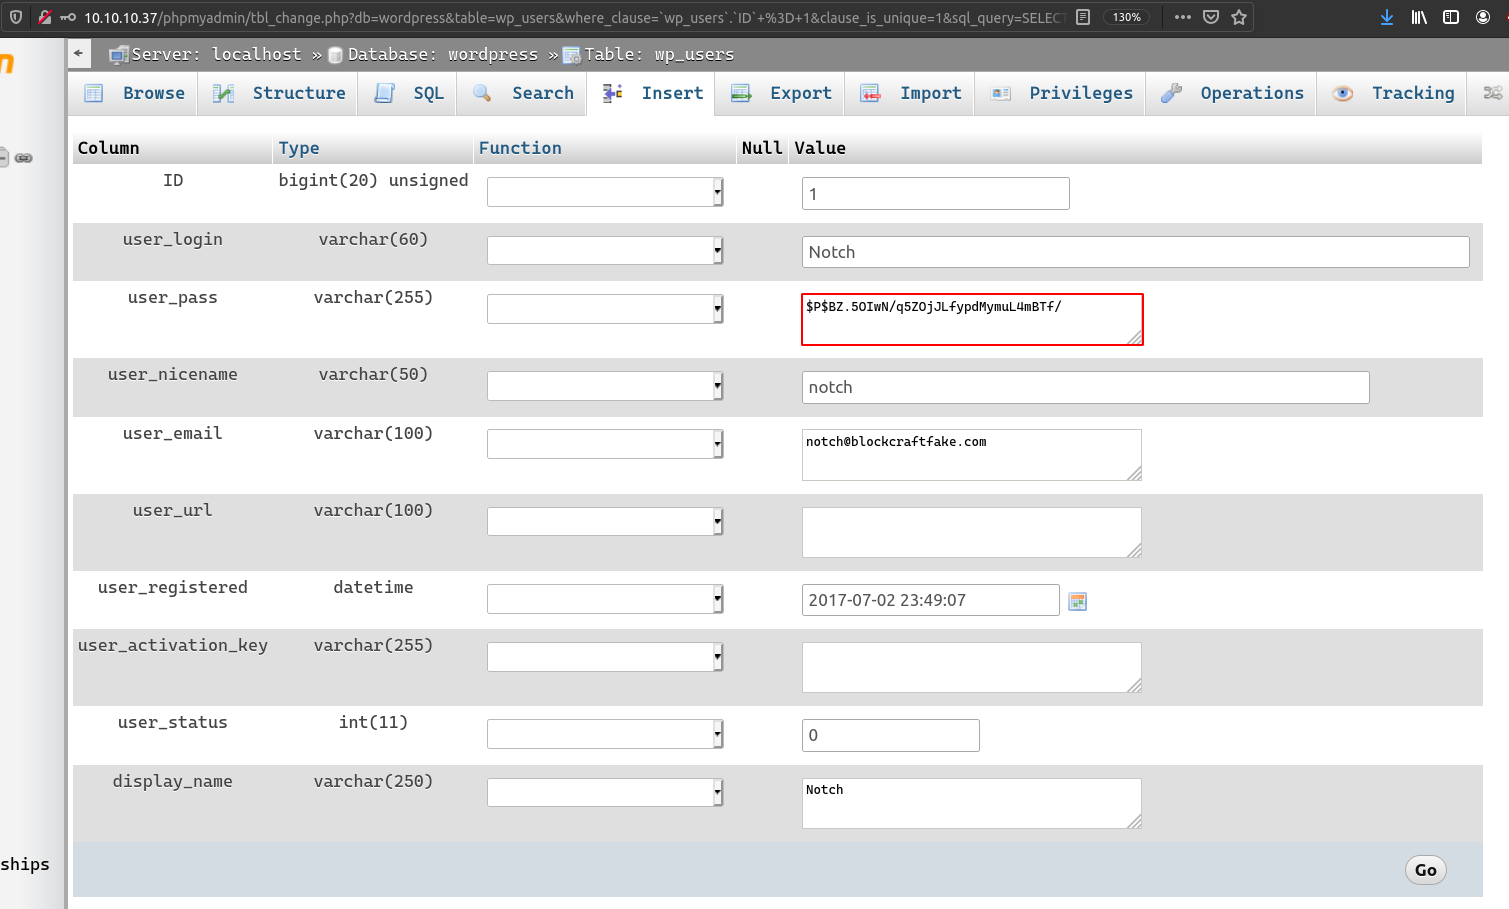 10.10.10.37/phpmyadmin/tbl_change.php?db=wordpress&table=wp_users&where_clause=`wp_users`.`ID`+%3D+1&clause_is_unique=1&sql_query=SELECT 130%
Server: localhost » Database: wordpress » Table: wp_users
Browse Structure SQL Search Insert Export Import Privileges Operations Tracking
Column Type Function Null Value
ID bigint(20) unsigned 1
user_login varchar(60) Notch
user_pass varchar(255) $P$BZ.5OIwN/q5ZOjJLfypdMymuL4mBTf/
user_nicename varchar(50) notch
user_email varchar(100) notch@blockcraftfake.com
user_url varchar(100)
user_registered datetime 2017-07-02 23:49:07
user_activation_key varchar(255)
user_status int(11) 0
display_name varchar(250) Notch
ships
Go